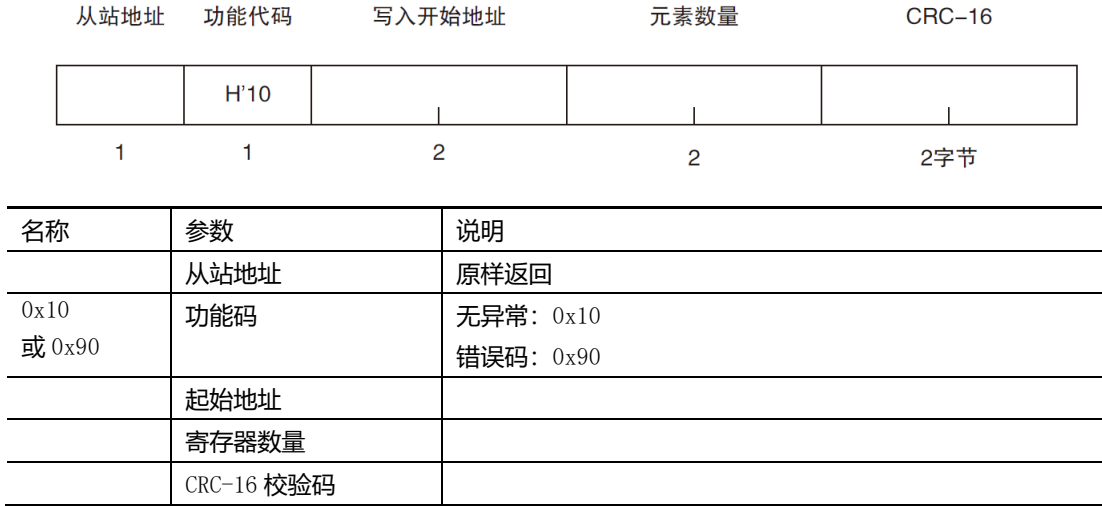 从站地址 功能代码 写入开始地址 元素数量 CRC-16
H'10
1 1 2 2 2字节
名称 参数 说明
从站地址 原样返回
0x10 功能码 无异常：0x10
或 0x90 错误码：0x90
起始地址
寄存器数量
CRC-16 校验码